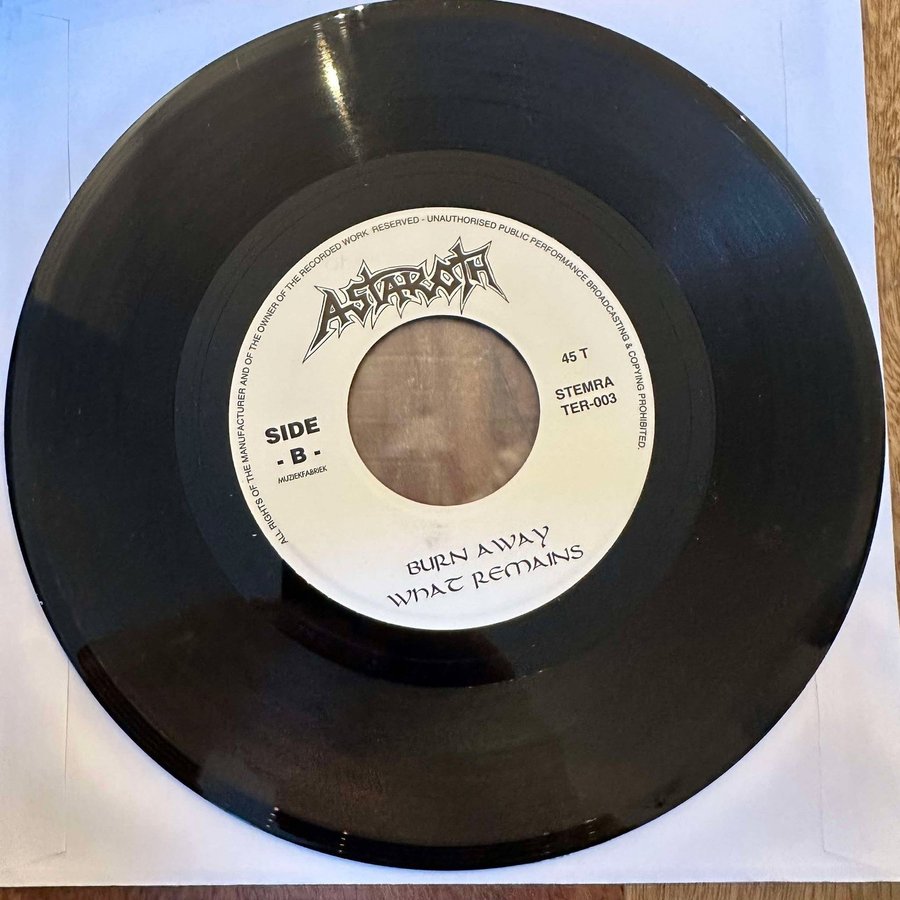 ALL RIGHTS OF THE MANUFACTURER AND OF THE OWNER OF THE RECORDED WORK RESERVED - UNAUTHORISED PUBLIC PERFORMANCE BROADCASTING & COPYING PROHIBITED.
ASTAROTH
45 T
STEMRA
TER-003
SIDE
- B -
MUZIEKFABRIEK
BURN AWAY
WHAT REMAINS